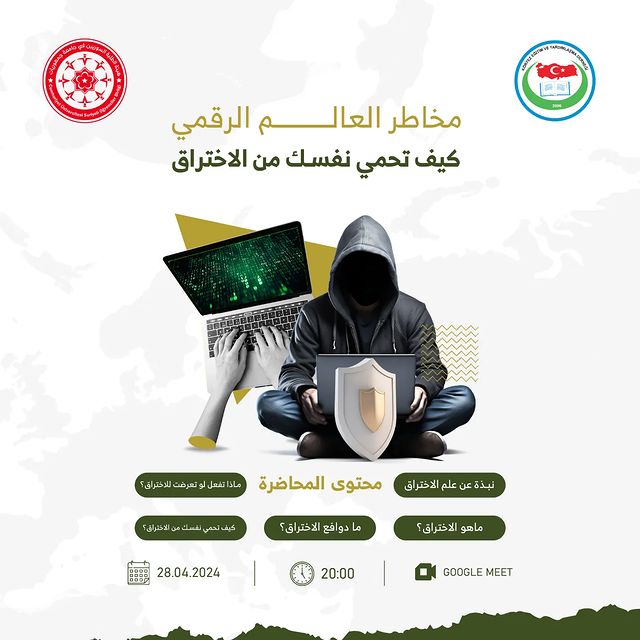 مخاطر العالم الرقمي
كيف تحمي نفسك من الاختراق
محتوى المحاضرة
نبذة عن علم الاختراق
ماذا تفعل لو تعرضت للاختراق؟
ماهو الاختراق؟
ما دوافع الاختراق؟
كيف تحمي نفسك من الاختراق؟
28.04.2024
20:00
GOOGLE MEET